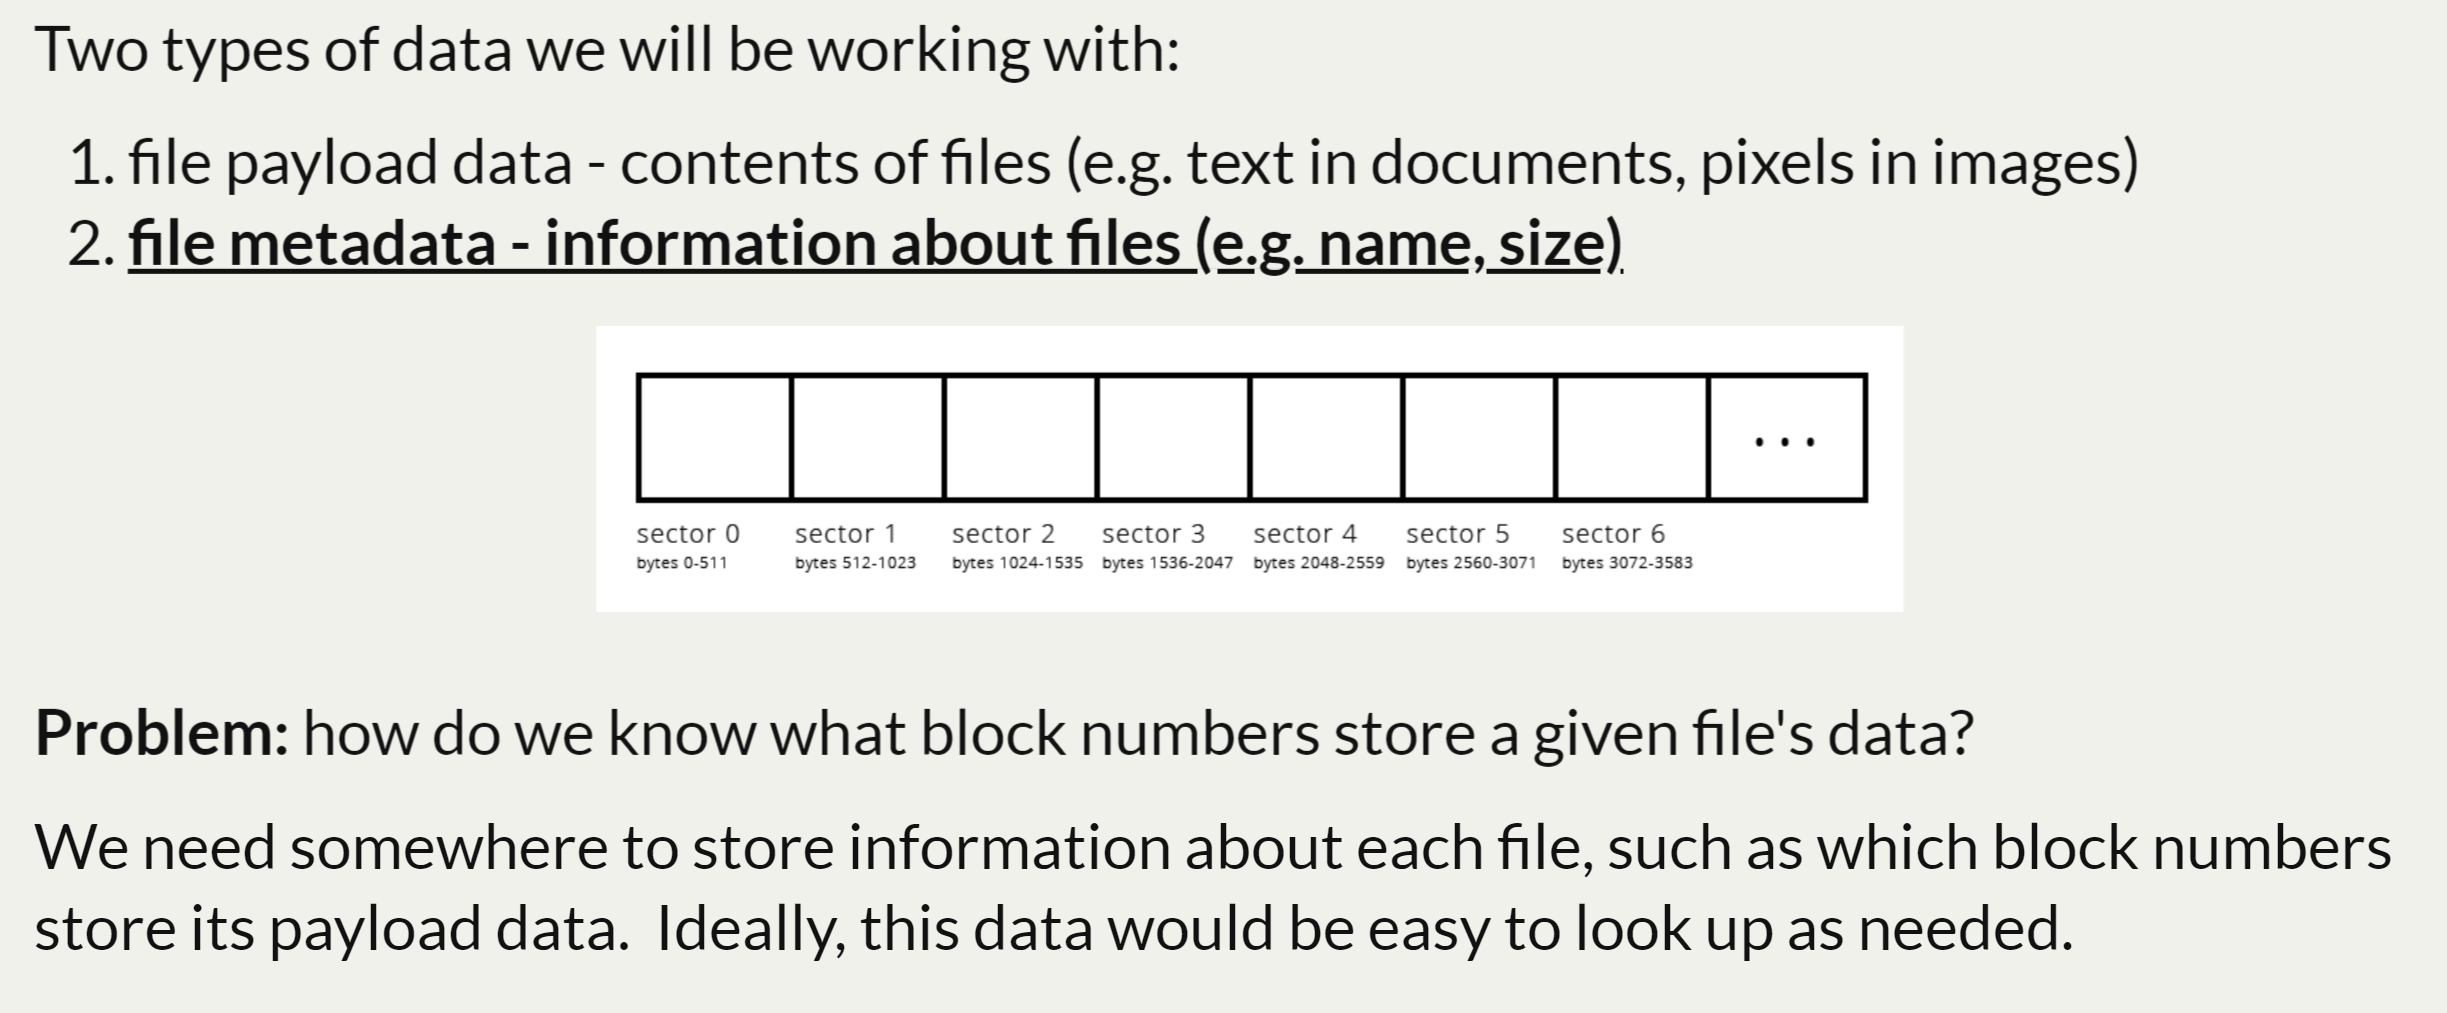 Two types of data we will be working with:
1. file payload data - contents of files (e.g. text in documents, pixels in images)
2. file metadata - information about files (e.g. name, size)
. . .
sector 0 sector 1 sector 2 sector 3 sector 4 sector 5 sector 6
bytes 0-511 bytes 512-1023 bytes 1024-1535 bytes 1536-2047 bytes 2048-2559 bytes 2560-3071 bytes 3072-3583
Problem: how do we know what block numbers store a given file's data?
We need somewhere to store information about each file, such as which block numbers
store its payload data.  Ideally, this data would be easy to look up as needed.